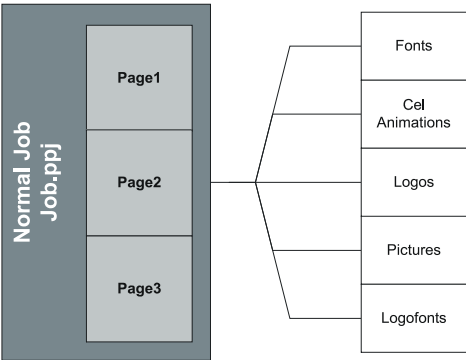 Normal Job
Job.ppj
Page1
Page2
Page3
Fonts
Cel
Animations
Logos
Pictures
Logofonts